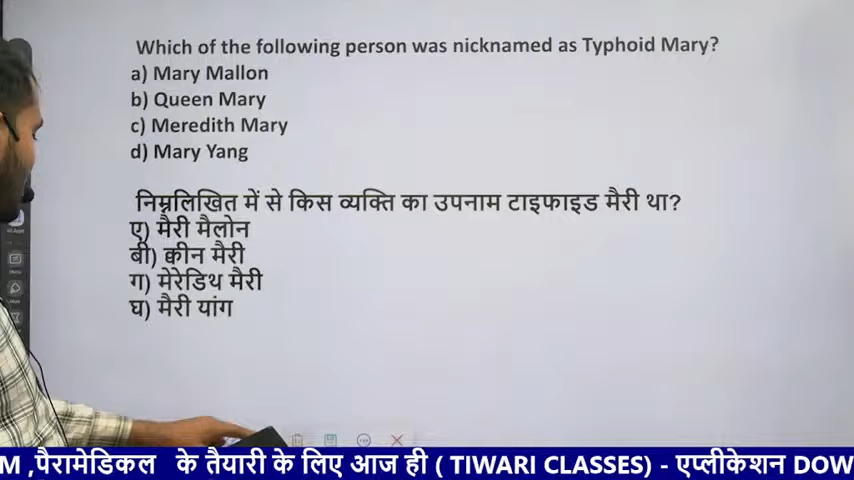 Which of the following person was nicknamed as Typhoid Mary?
a) Mary Mallon
b) Queen Mary
c) Meredith Mary
d) Mary Yang
निम्नलिखित में से किस व्यक्ति का उपनाम टाइफाइड मैरी था?
ए) मैरी मैलोन
बी) क्वीन मैरी
ग) मेरेडिथ मैरी
घ) मैरी यांग
M ,पैरामेडिकल के तैयारी के लिए आज ही ( TIWARI CLASSES) - एप्लीकेशन DOW